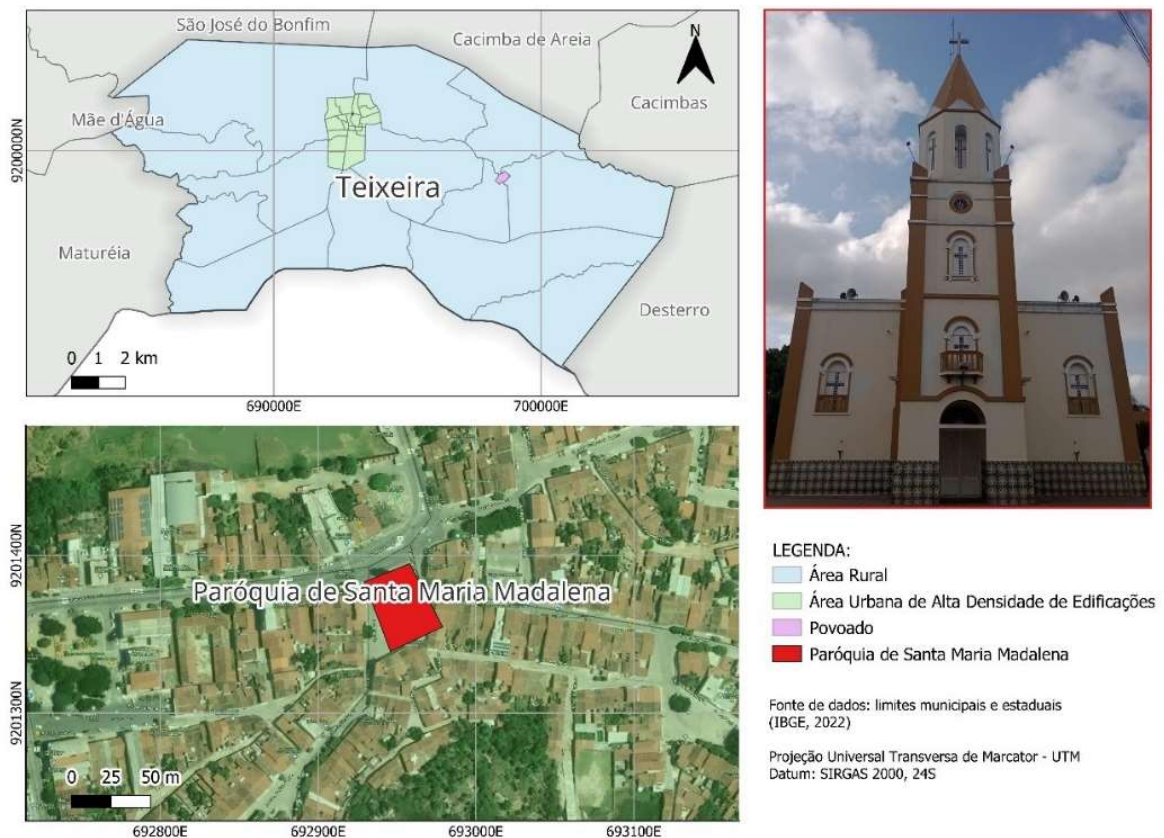 São José do Bonfim
Cacimba de Areia
N
Cacimbas
Mãe d'Água
9200000N
Teixeira
Maturéia
Desterro
0 1 2 km
690000E 700000E
9201400N
Paróquia de Santa Maria Madalena
9201300N
0 25 50 m
692800E 692900E 693000E 693100E
LEGENDA:
Área Rural
Área Urbana de Alta Densidade de Edificações
Povoado
Paróquia de Santa Maria Madalena
Fonte de dados: limites municipais e estaduais
(IBGE, 2022)
Projeção Universal Transversa de Marcator - UTM
Datum: SIRGAS 2000, 24S